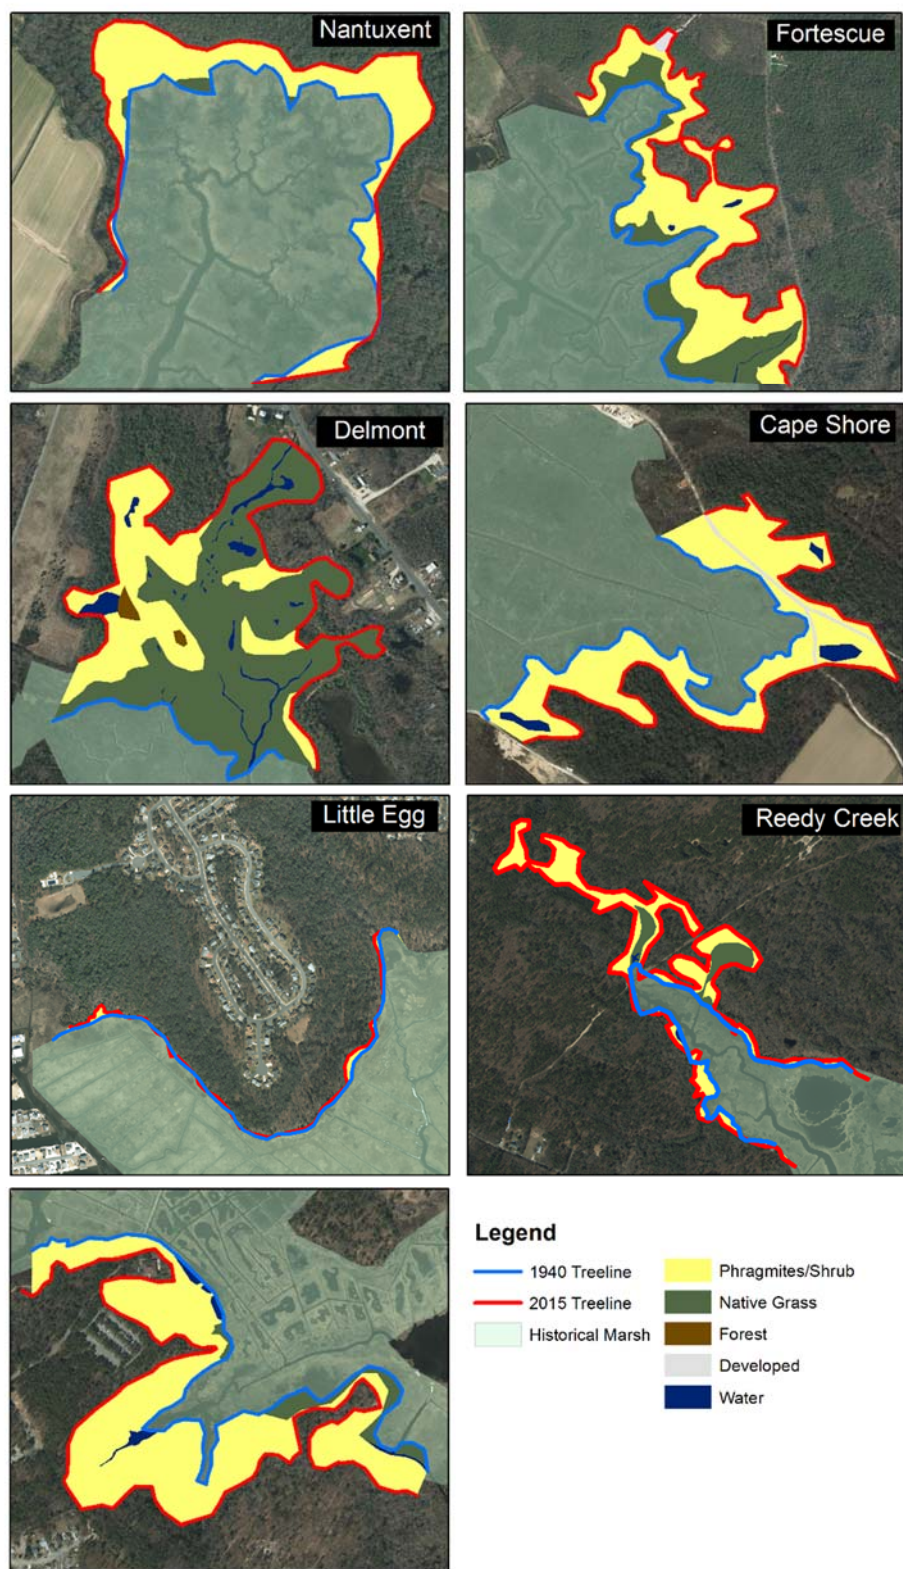 Nantuxent
Fortescue
Delmont
Cape Shore
Little Egg
Reedy Creek
Legend
1940 Treeline
2015 Treeline
Historical Marsh
Phragmites/Shrub
Native Grass
Forest
Developed
Water